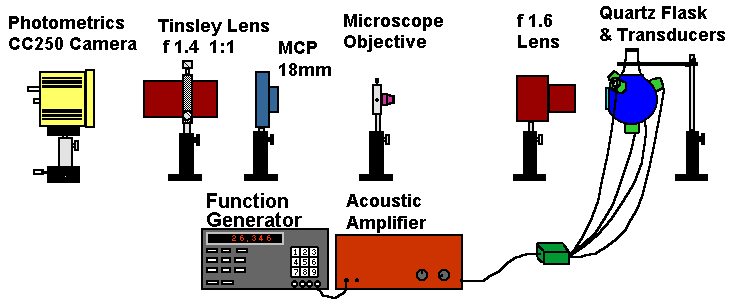 Photometrics
CC250 Camera
Tinsley Lens
f 1.4 1:1
MCP
18mm
Microscope
Objective
f 1.6
Lens
Quartz Flask
& Transducers
Function
Generator
26,346
1 2 3
4 5 6
7 8 9
Acoustic
Amplifier